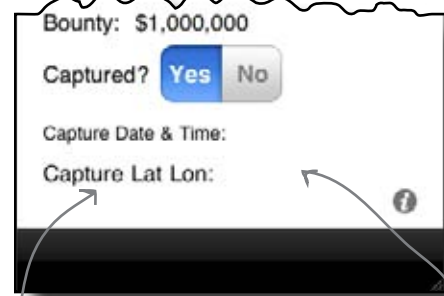 Bounty: $1,000,000
Captured? Yes No
Capture Date & Time:
Capture Lat Lon:
i